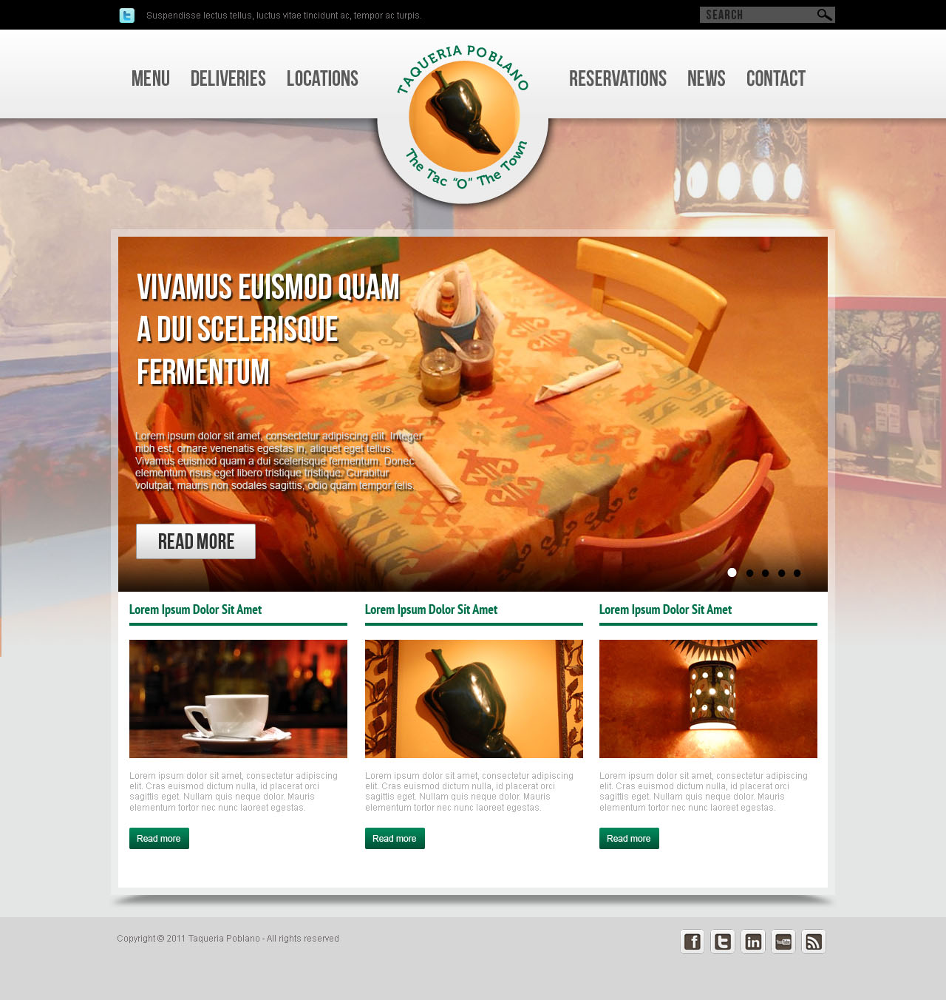 Suspendisse lectus tellus, luctus vitae tincidunt ac, tempor ac turpis.
SEARCH
MENU DELIVERIES LOCATIONS
TAQUERIA POBLANO
The Tac "O" The Town
RESERVATIONS NEWS CONTACT
VIVAMUS EUISMOD QUAM
A DUI SCELERISQUE
FERMENTUM
Lorem ipsum dolor sit amet, consectetur adipiscing elit. Integer
nibh est, ornare venenatis egestas in, aliquet eget tellus.
Vivamus euismod quam a dui scelerisque fermentum. Donec
elementum risus eget libero tristique tristique. Curabitur
volutpat, mauris non sodales sagittis, odio quam tempor felis.
READ MORE
Lorem Ipsum Dolor Sit Amet
Lorem ipsum dolor sit amet, consectetur adipiscing
elit. Cras euismod dictum nulla, id placerat orci
sagittis eget. Nullam quis neque dolor. Mauris
elementum tortor nec nunc laoreet egestas.
Read more
Lorem Ipsum Dolor Sit Amet
Lorem ipsum dolor sit amet, consectetur adipiscing
elit. Cras euismod dictum nulla, id placerat orci
sagittis eget. Nullam quis neque dolor. Mauris
elementum tortor nec nunc laoreet egestas.
Read more
Lorem Ipsum Dolor Sit Amet
Lorem ipsum dolor sit amet, consectetur adipiscing
elit. Cras euismod dictum nulla, id placerat orci
sagittis eget. Nullam quis neque dolor. Mauris
elementum tortor nec nunc laoreet egestas.
Read more
Copyright © 2011 Taqueria Poblano - All rights reserved
YouTube